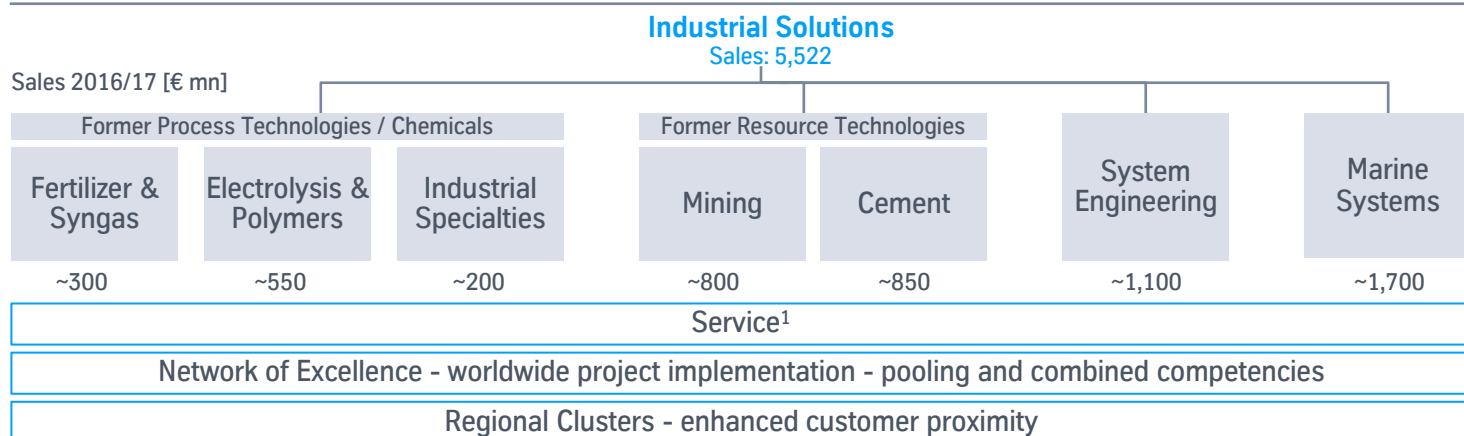 Industrial Solutions
Sales: 5,522
Sales 2016/17 [€ mn]
Former Process Technologies / Chemicals
Former Resource Technologies
Fertilizer &
Syngas
Electrolysis &
Polymers
Industrial
Specialties
Mining
Cement
System
Engineering
Marine
Systems
~300
~550
~200
~800
~850
~1,100
~1,700
Service¹
Network of Excellence - worldwide project implementation - pooling and combined competencies
Regional Clusters - enhanced customer proximity